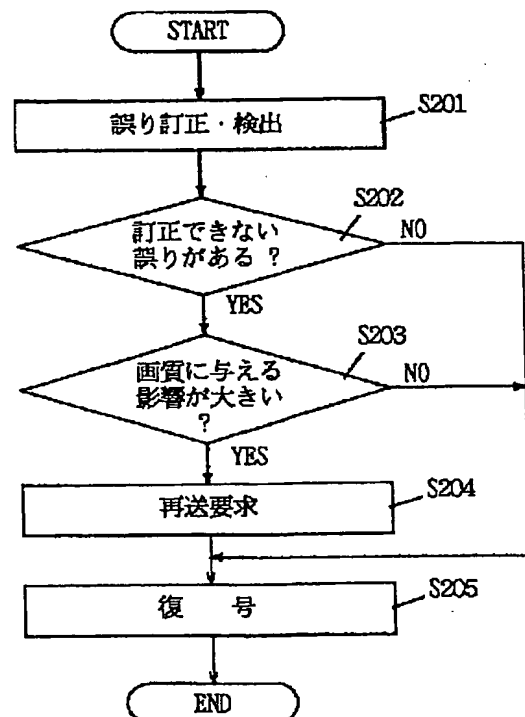 START
S201
誤り訂正・検出
S202
訂正できない
誤りがある ?
NO
YES
S203
画質に与える
影響が大きい
?
NO
YES
S204
再送要求
S205
復 号
END